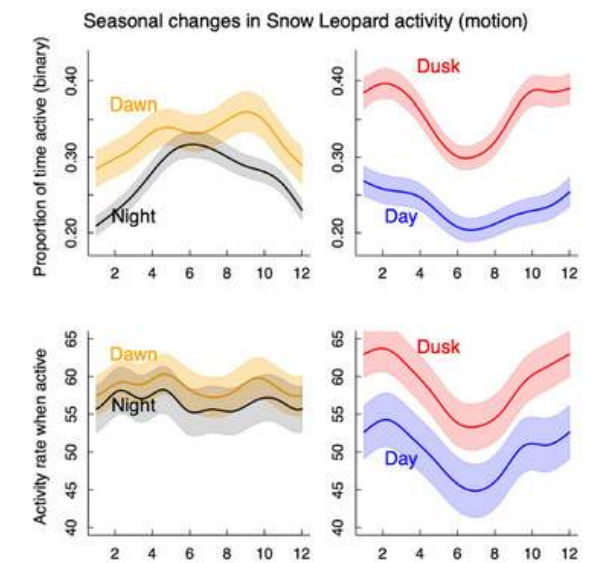 Seasonal changes in Snow Leopard activity (motion)
Proportion of time active (binary)
0.40
0.30
0.20
Dawn
Night
2 4 6 8 10 12
0.40
0.30
0.20
Dusk
Day
2 4 6 8 10 12
Activity rate when active
65
60
55
50
45
40
Dawn
Night
2 4 6 8 10 12
65
60
55
50
45
40
Dusk
Day
2 4 6 8 10 12